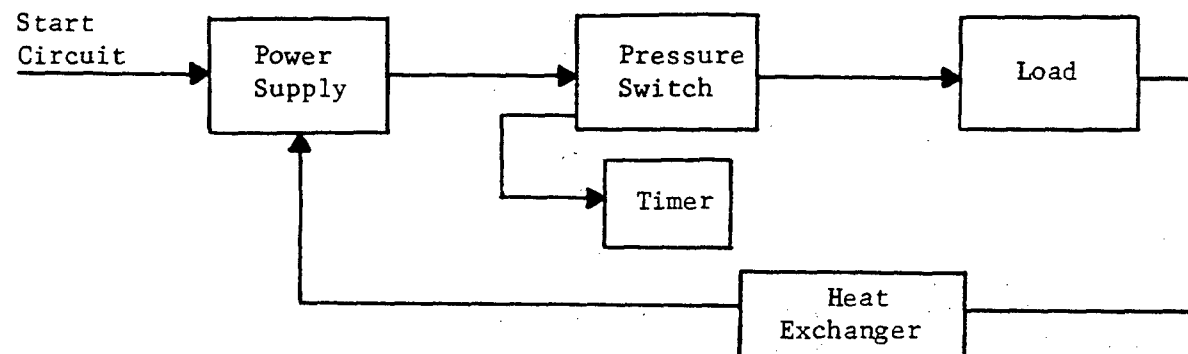 Start
Circuit
Power
Supply
Pressure
Switch
Load
Timer
Heat
Exchanger